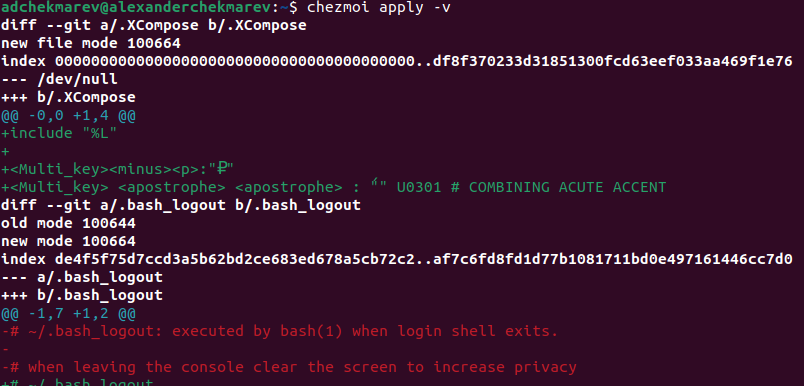 adchekmarev@alexanderchekmarev:~$ chezmoi apply -v
diff --git a/.XCompose b/.XCompose
new file mode 100664
index 0000000000000000000000000000000000000000..df8f370233d31851300fcd63eef033aa469f1e76
--- /dev/null
+++ b/.XCompose
@@ -0,0 +1,4 @@
+include "%L"
+
+<Multi_key><minus><p>:"₽"
+<Multi_key> <apostrophe> <apostrophe> : "́" U0301 # COMBINING ACUTE ACCENT
diff --git a/.bash_logout b/.bash_logout
old mode 100644
new mode 100664
index de4f5f75d7ccd3a5b62bd2ce683ed678a5cb72c2..af7c6fd8fd1d77b1081711bd0e497161446cc7d0
--- a/.bash_logout
+++ b/.bash_logout
@@ -1,7 +1,2 @@
-# ~/.bash_logout: executed by bash(1) when login shell exits.
-
-# when leaving the console clear the screen to increase privacy
+# ~/.bash_logout